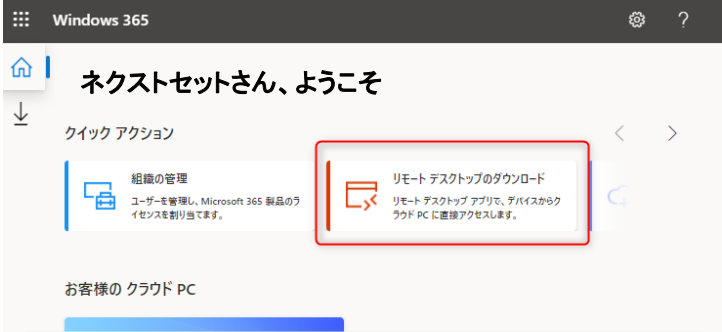 Windows 365
?
ネクストセットさん、ようこそ
クイック アクション
組織の管理
ユーザーを管理し、Microsoft 365 製品のラ
イセンスを割り当てます。
リモート デスクトップのダウンロード
リモート デスクトップ アプリで、デバイスからク
ラウド PC に直接アクセスします。
お客様の クラウド PC